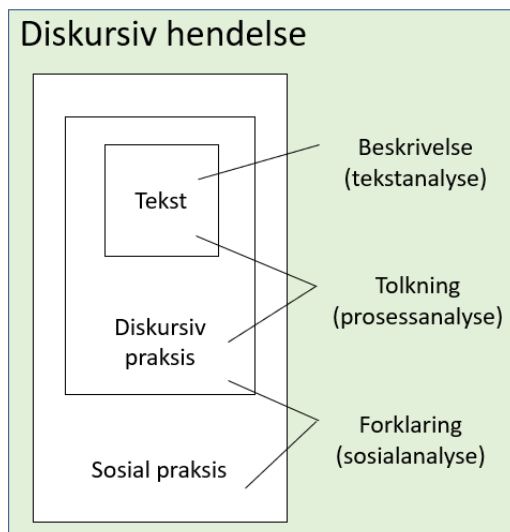 Diskursiv hendelse
Beskrivelse
(tekstanalyse)
Tekst
Tolkning
(prosessanalyse)
Diskursiv
praksis
Forklaring
(sosialanalyse)
Sosial praksis